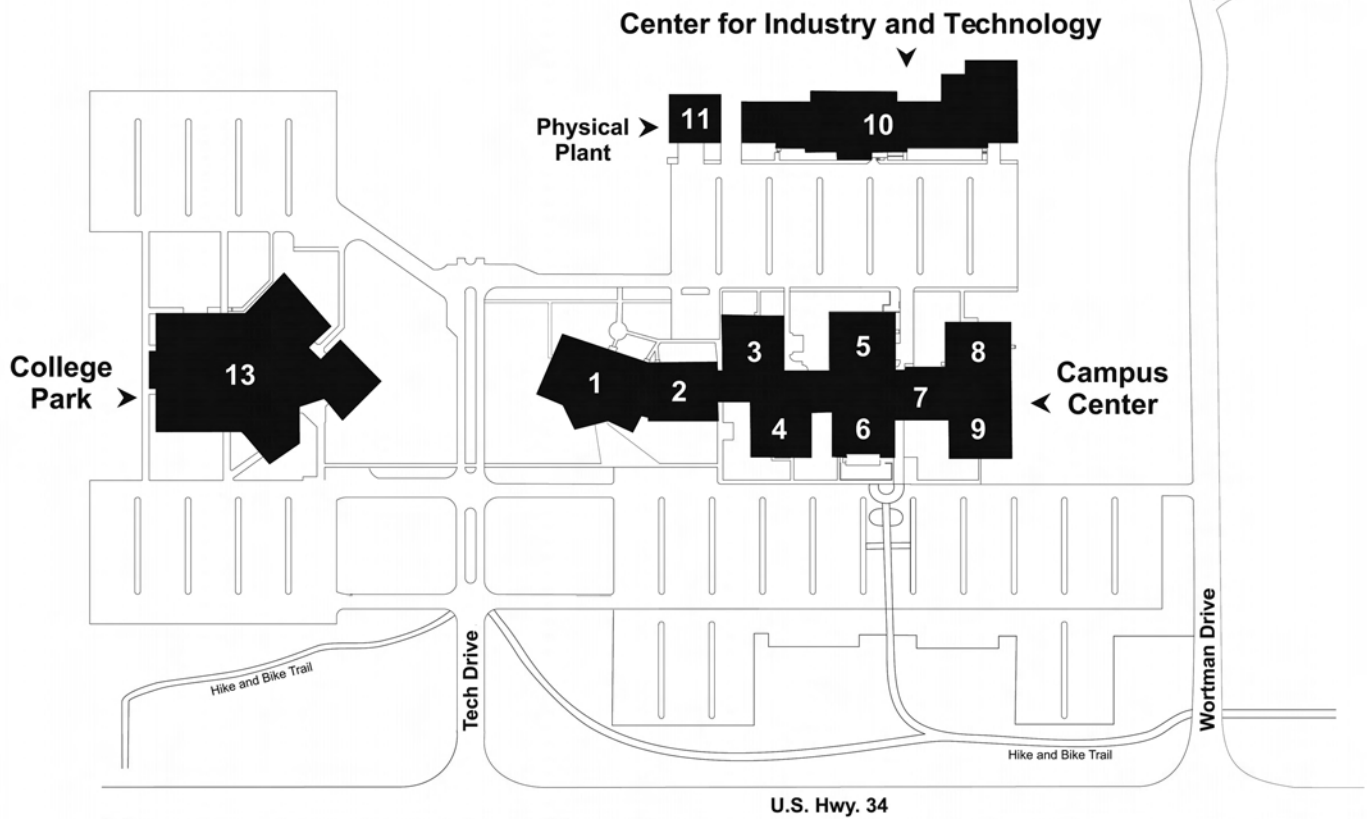 Center for Industry and Technology
11
10
Physical
Plant
College
Park
13
1
2
3
4
5
6
7
8
9
Campus
Center
Hike and Bike Trail
Tech Drive
Wortman Drive
Hike and Bike Trail
U.S. Hwy. 34